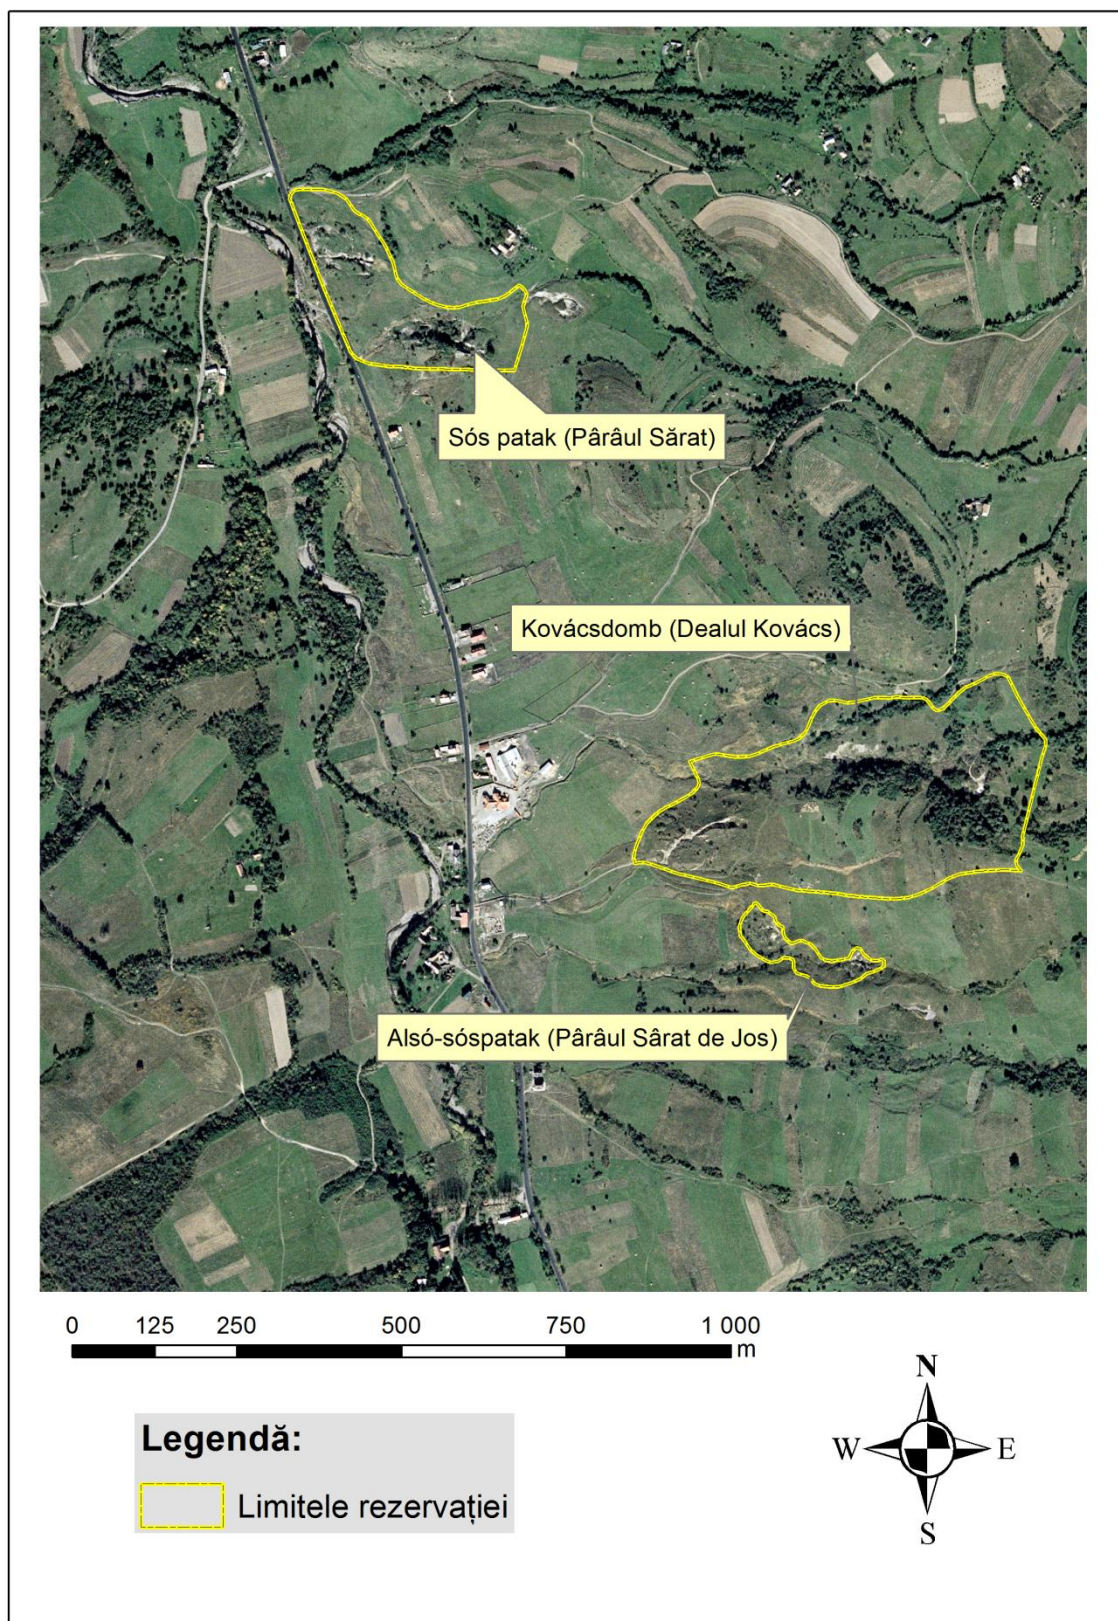 Sós patak (Pârâul Sărat)
Kovácsdomb (Dealul Kovács)
Alsó-sóspatak (Pârâul Sârat de Jos)
0 125 250 500 750 1 000
m
N
W E
S
Legendă:
Limitele rezervației